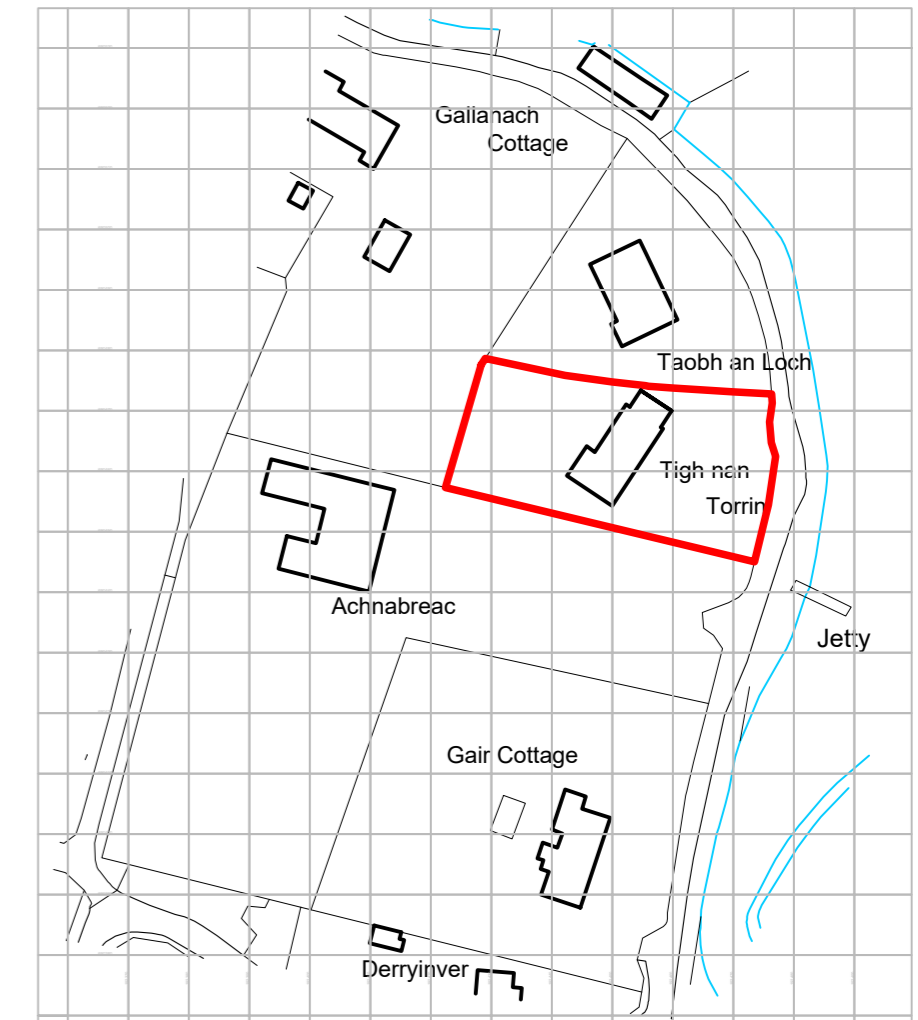 Gallanach
Cottage
Taobh an Loch
Tigh nan
Torrin
Achnabreac
Jetty
Gair Cottage
Derryinver